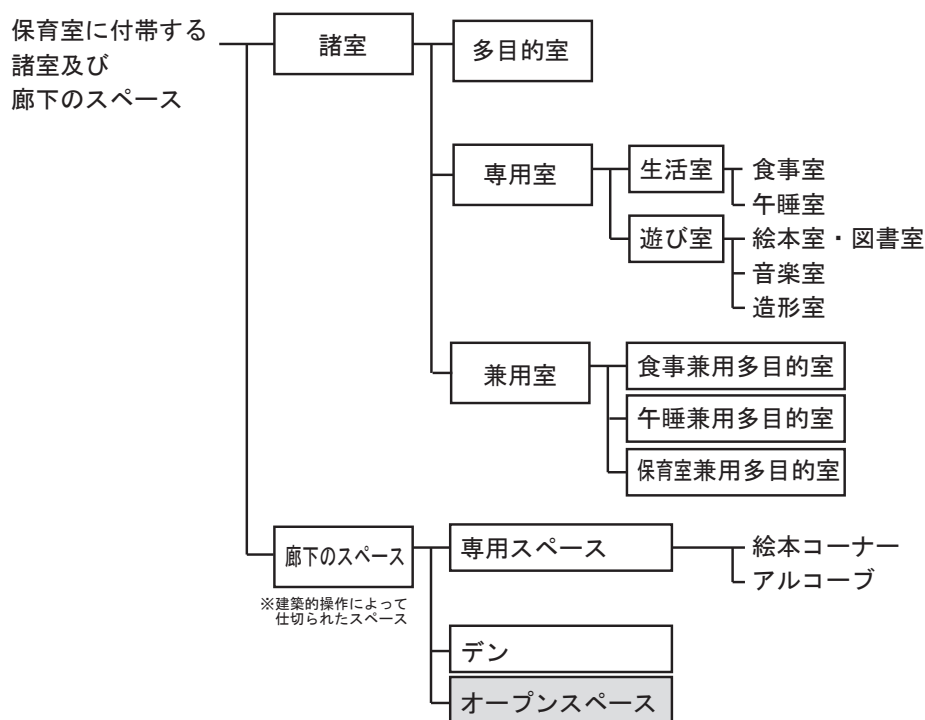 保育室に付帯する
諸室及び
廊下のスペース
諸室
多目的室
専用室
生活室
食事室
午睡室
遊び室
絵本室・図書室
音楽室
造形室
兼用室
食事兼用多目的室
午睡兼用多目的室
保育室兼用多目的室
廊下のスペース
※建築的操作によって
仕切られたスペース
専用スペース
絵本コーナー
アルコーブ
デン
オープンスペース